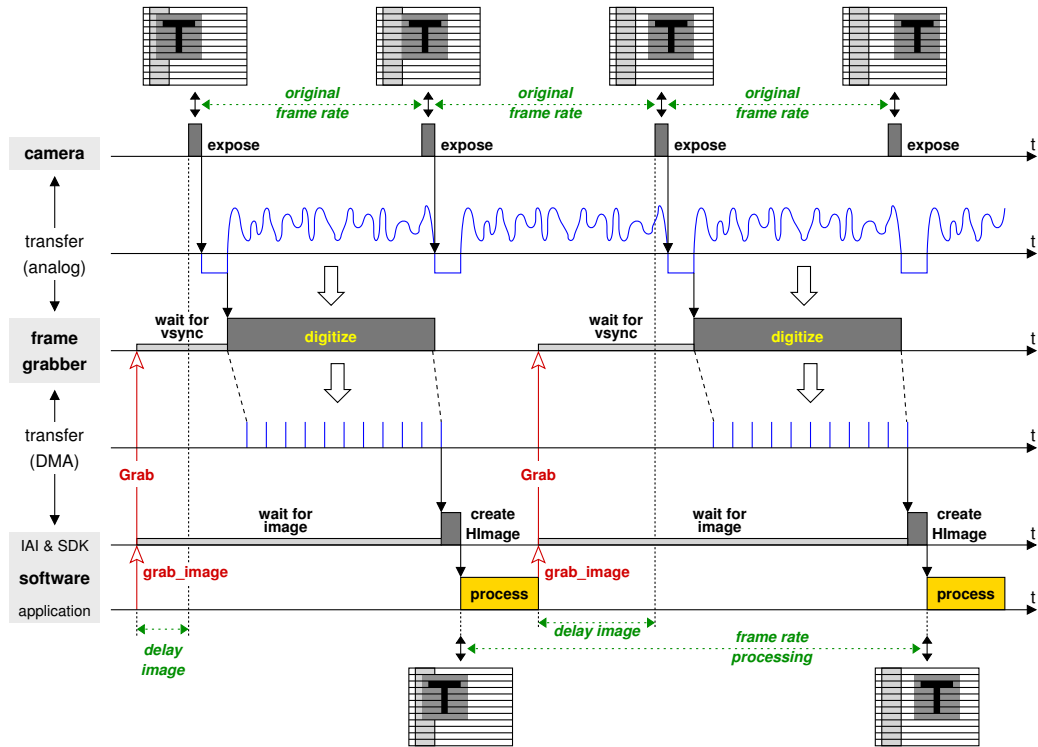 T
T
T
T
original
frame rate
original
frame rate
original
frame rate
camera
expose
expose
expose
expose
t
transfer
(analog)
t
frame
grabber
wait for
vsync
digitize
wait for
vsync
digitize
t
transfer
(DMA)
t
Grab
Grab
IAI & SDK
wait for
image
create
HImage
wait for
image
create
HImage
t
software
grab_image
grab_image
application
process
process
t
delay
image
delay image
frame rate
processing
T
T